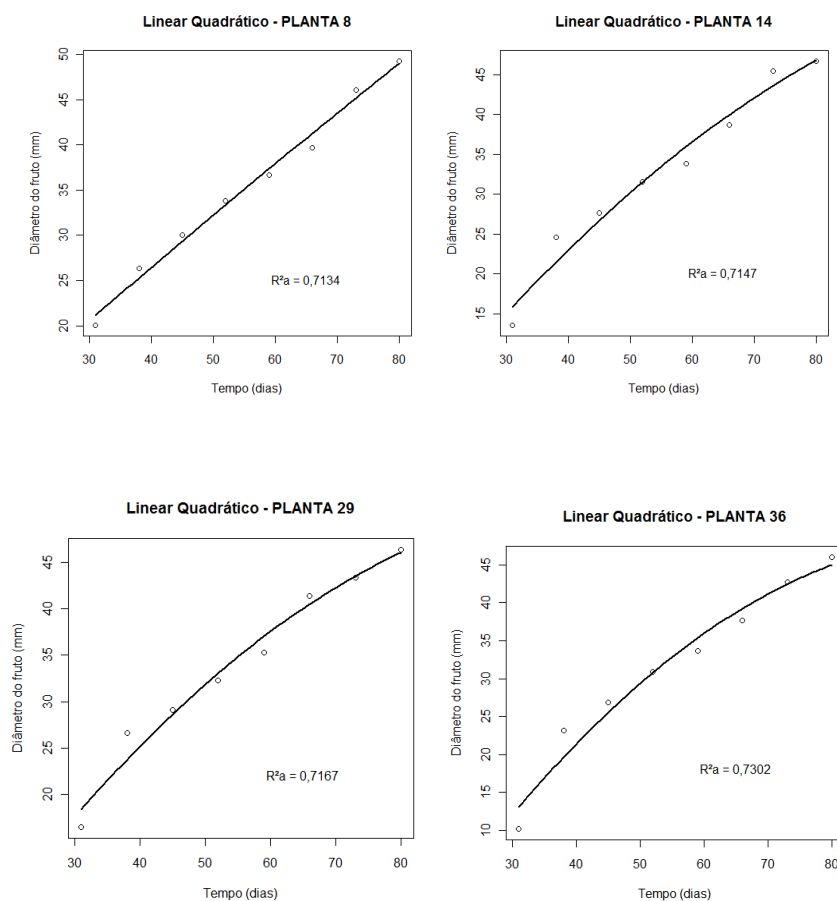 Linear Quadrático - PLANTA 8
Diâmetro do fruto (mm)
50
45
40
35
30
25
20
R²a = 0,7134
30 40 50 60 70 80
Tempo (dias)
Linear Quadrático - PLANTA 14
Diâmetro do fruto (mm)
45
40
35
30
25
20
15
R²a = 0,7147
30 40 50 60 70 80
Tempo (dias)
Linear Quadrático - PLANTA 29
Diâmetro do fruto (mm)
45
40
35
30
25
20
R²a = 0,7167
30 40 50 60 70 80
Tempo (dias)
Linear Quadrático - PLANTA 36
Diâmetro do fruto (mm)
45
40
35
30
25
20
15
10
R²a = 0,7302
30 40 50 60 70 80
Tempo (dias)